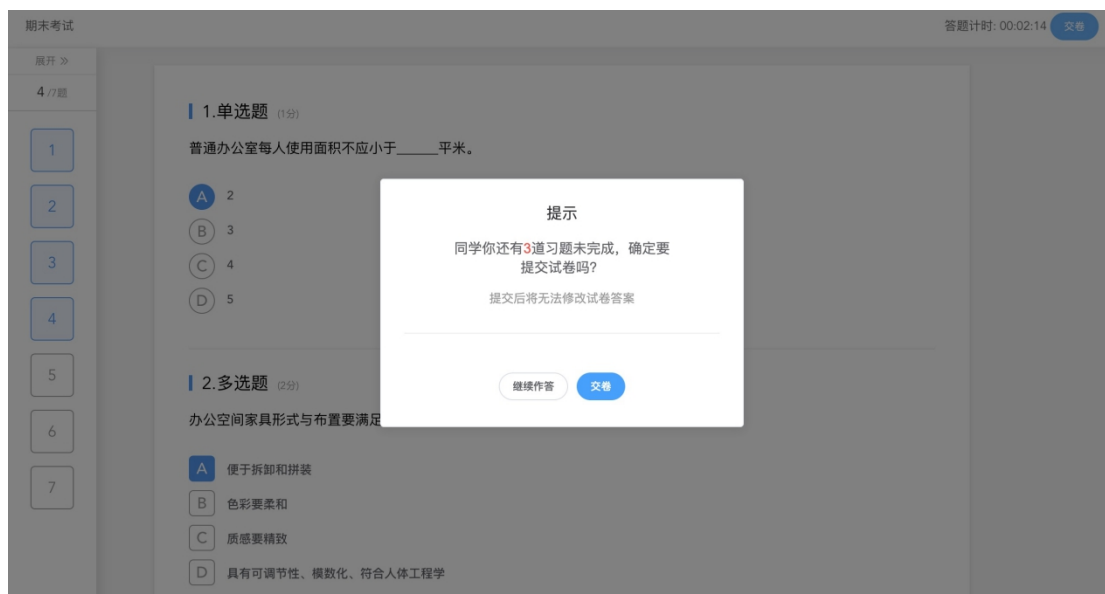 期末考试
答题计时: 00:02:14 交卷
展开 »
4 /7题
1
2
3
4
5
6
7
1.单选题 (1分)
普通办公室每人使用面积不应小于______平米。
A 2
B 3
C 4
D 5
2.多选题 (2分)
办公空间家具形式与布置要满足
A 便于拆卸和拼装
B 色彩要柔和
C 质感要精致
D 具有可调节性、模数化、符合人体工程学
提示
同学你还有3道习题未完成，确定要
提交试卷吗?
提交后将无法修改试卷答案
继续作答 交卷